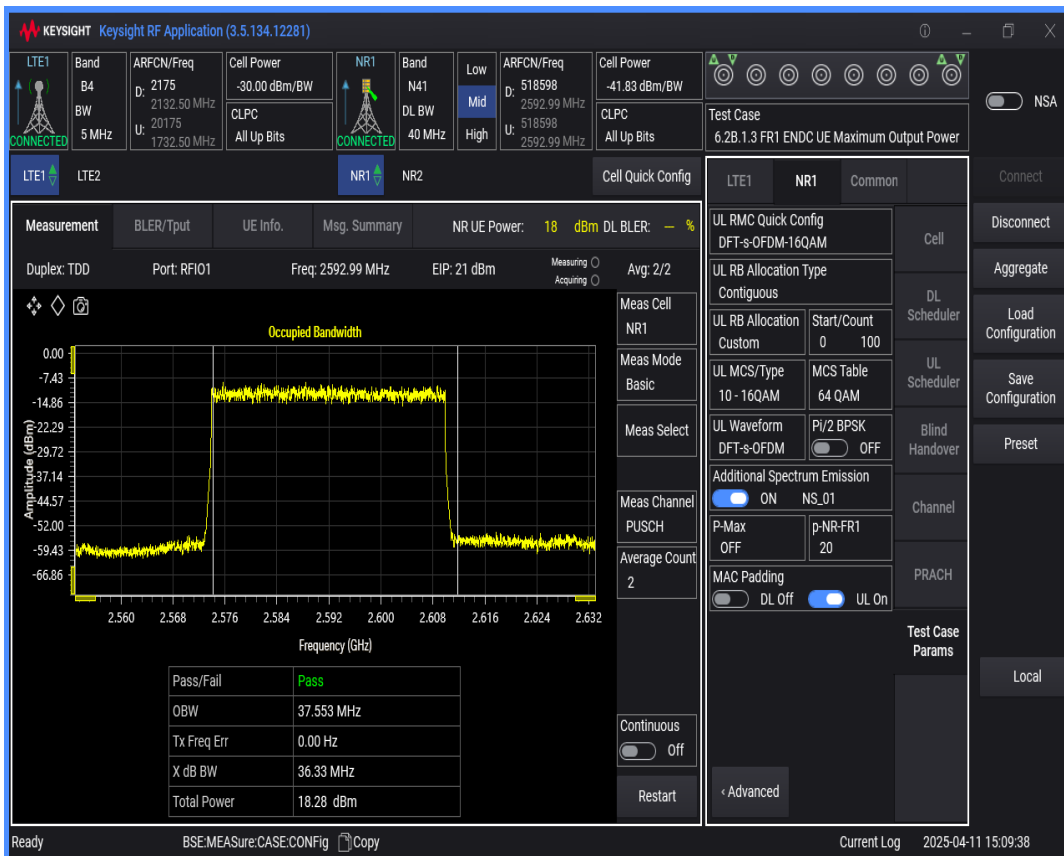 KEYSIGHT Keysight RF Application (3.5.134.12281)
LTE1
CONNECTED
Band
B4
BW
5 MHz
ARFCN/Freq
D: 2175
2132.50 MHz
U: 20175
1732.50 MHz
Cell Power
-30.00 dBm/BW
CLPC
All Up Bits
NR1
CONNECTED
Band
N41
DL BW
40 MHz
Low
Mid
High
ARFCN/Freq
D: 518598
2592.99 MHz
U: 518598
2592.99 MHz
Cell Power
-41.83 dBm/BW
CLPC
All Up Bits
Test Case
6.2B.1.3 FR1 ENDC UE Maximum Output Power
NSA
LTE1 LTE2 NR1 NR2 Cell Quick Config
Measurement BLER/Tput UE Info. Msg. Summary NR UE Power: 18 dBm DL BLER: — %
Duplex: TDD Port: RFIO1 Freq: 2592.99 MHz EIP: 21 dBm Measuring Avg: 2/2
Acquiring
Occupied Bandwidth
Amplitude (dBm)
0.00
-7.43
-14.86
-22.29
-29.72
-37.14
-44.57
-52.00
-59.43
-66.86
2.560 2.568 2.576 2.584 2.592 2.600 2.608 2.616 2.624 2.632
Frequency (GHz)
Pass/Fail Pass
OBW 37.553 MHz
Tx Freq Err 0.00 Hz
X dB BW 36.33 MHz
Total Power 18.28 dBm
Meas Cell
NR1
Meas Mode
Basic
Meas Select
Meas Channel
PUSCH
Average Count
2
Continuous
Off
Restart
LTE1 NR1 Common
UL RMC Quick Config
DFT-s-OFDM-16QAM
UL RB Allocation Type
Contiguous
UL RB Allocation Start/Count
Custom 0 100
UL MCS/Type MCS Table
10 - 16QAM 64 QAM
UL Waveform Pi/2 BPSK
DFT-s-OFDM OFF
Additional Spectrum Emission
ON NS_01
P-Max p-NR-FR1
OFF 20
MAC Padding
DL Off UL On
‹ Advanced
Cell
DL
Scheduler
UL
Scheduler
Blind
Handover
Channel
PRACH
Test Case
Params
Connect
Disconnect
Aggregate
Load
Configuration
Save
Configuration
Preset
Local
Ready BSE:MEASure:CASE:CONFig Copy Current Log 2025-04-11 15:09:38